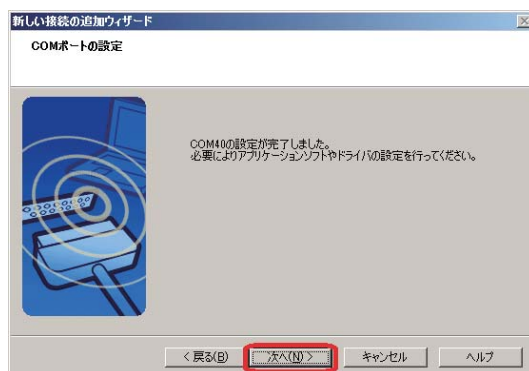 新しい接続の追加ウィザード
COMポートの設定
COM40の設定が完了しました。
必要によりアプリケーションソフトやドライバの設定を行ってください。
< 戻る(B) 次へ(N) > キャンセル ヘルプ